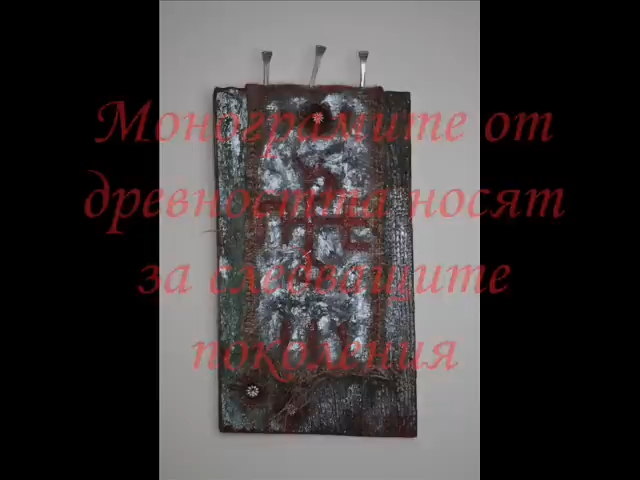 Монограмите от
древността носят
за следващите
поколения